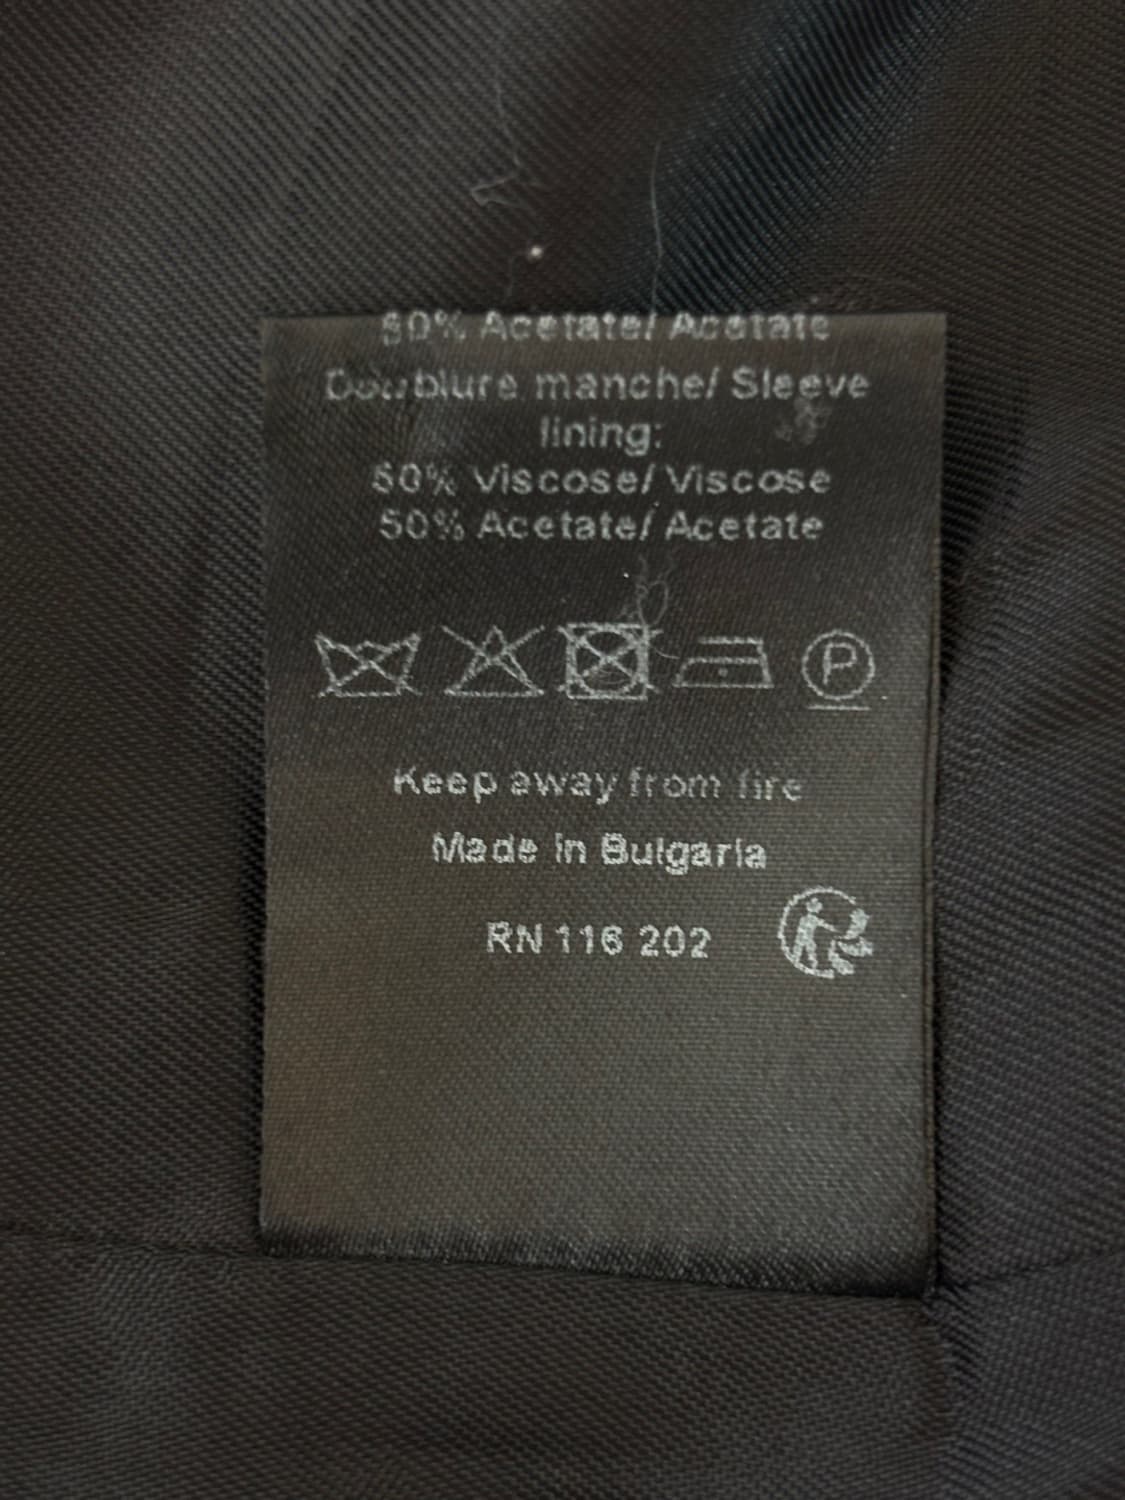 50% Acetate/ Acetate
Doublure manche/ Sleeve
lining:
50% Viscose/ Viscose
50% Acetate/ Acetate
P
Keep away from fire
Made in Bulgaria
RN 116 202